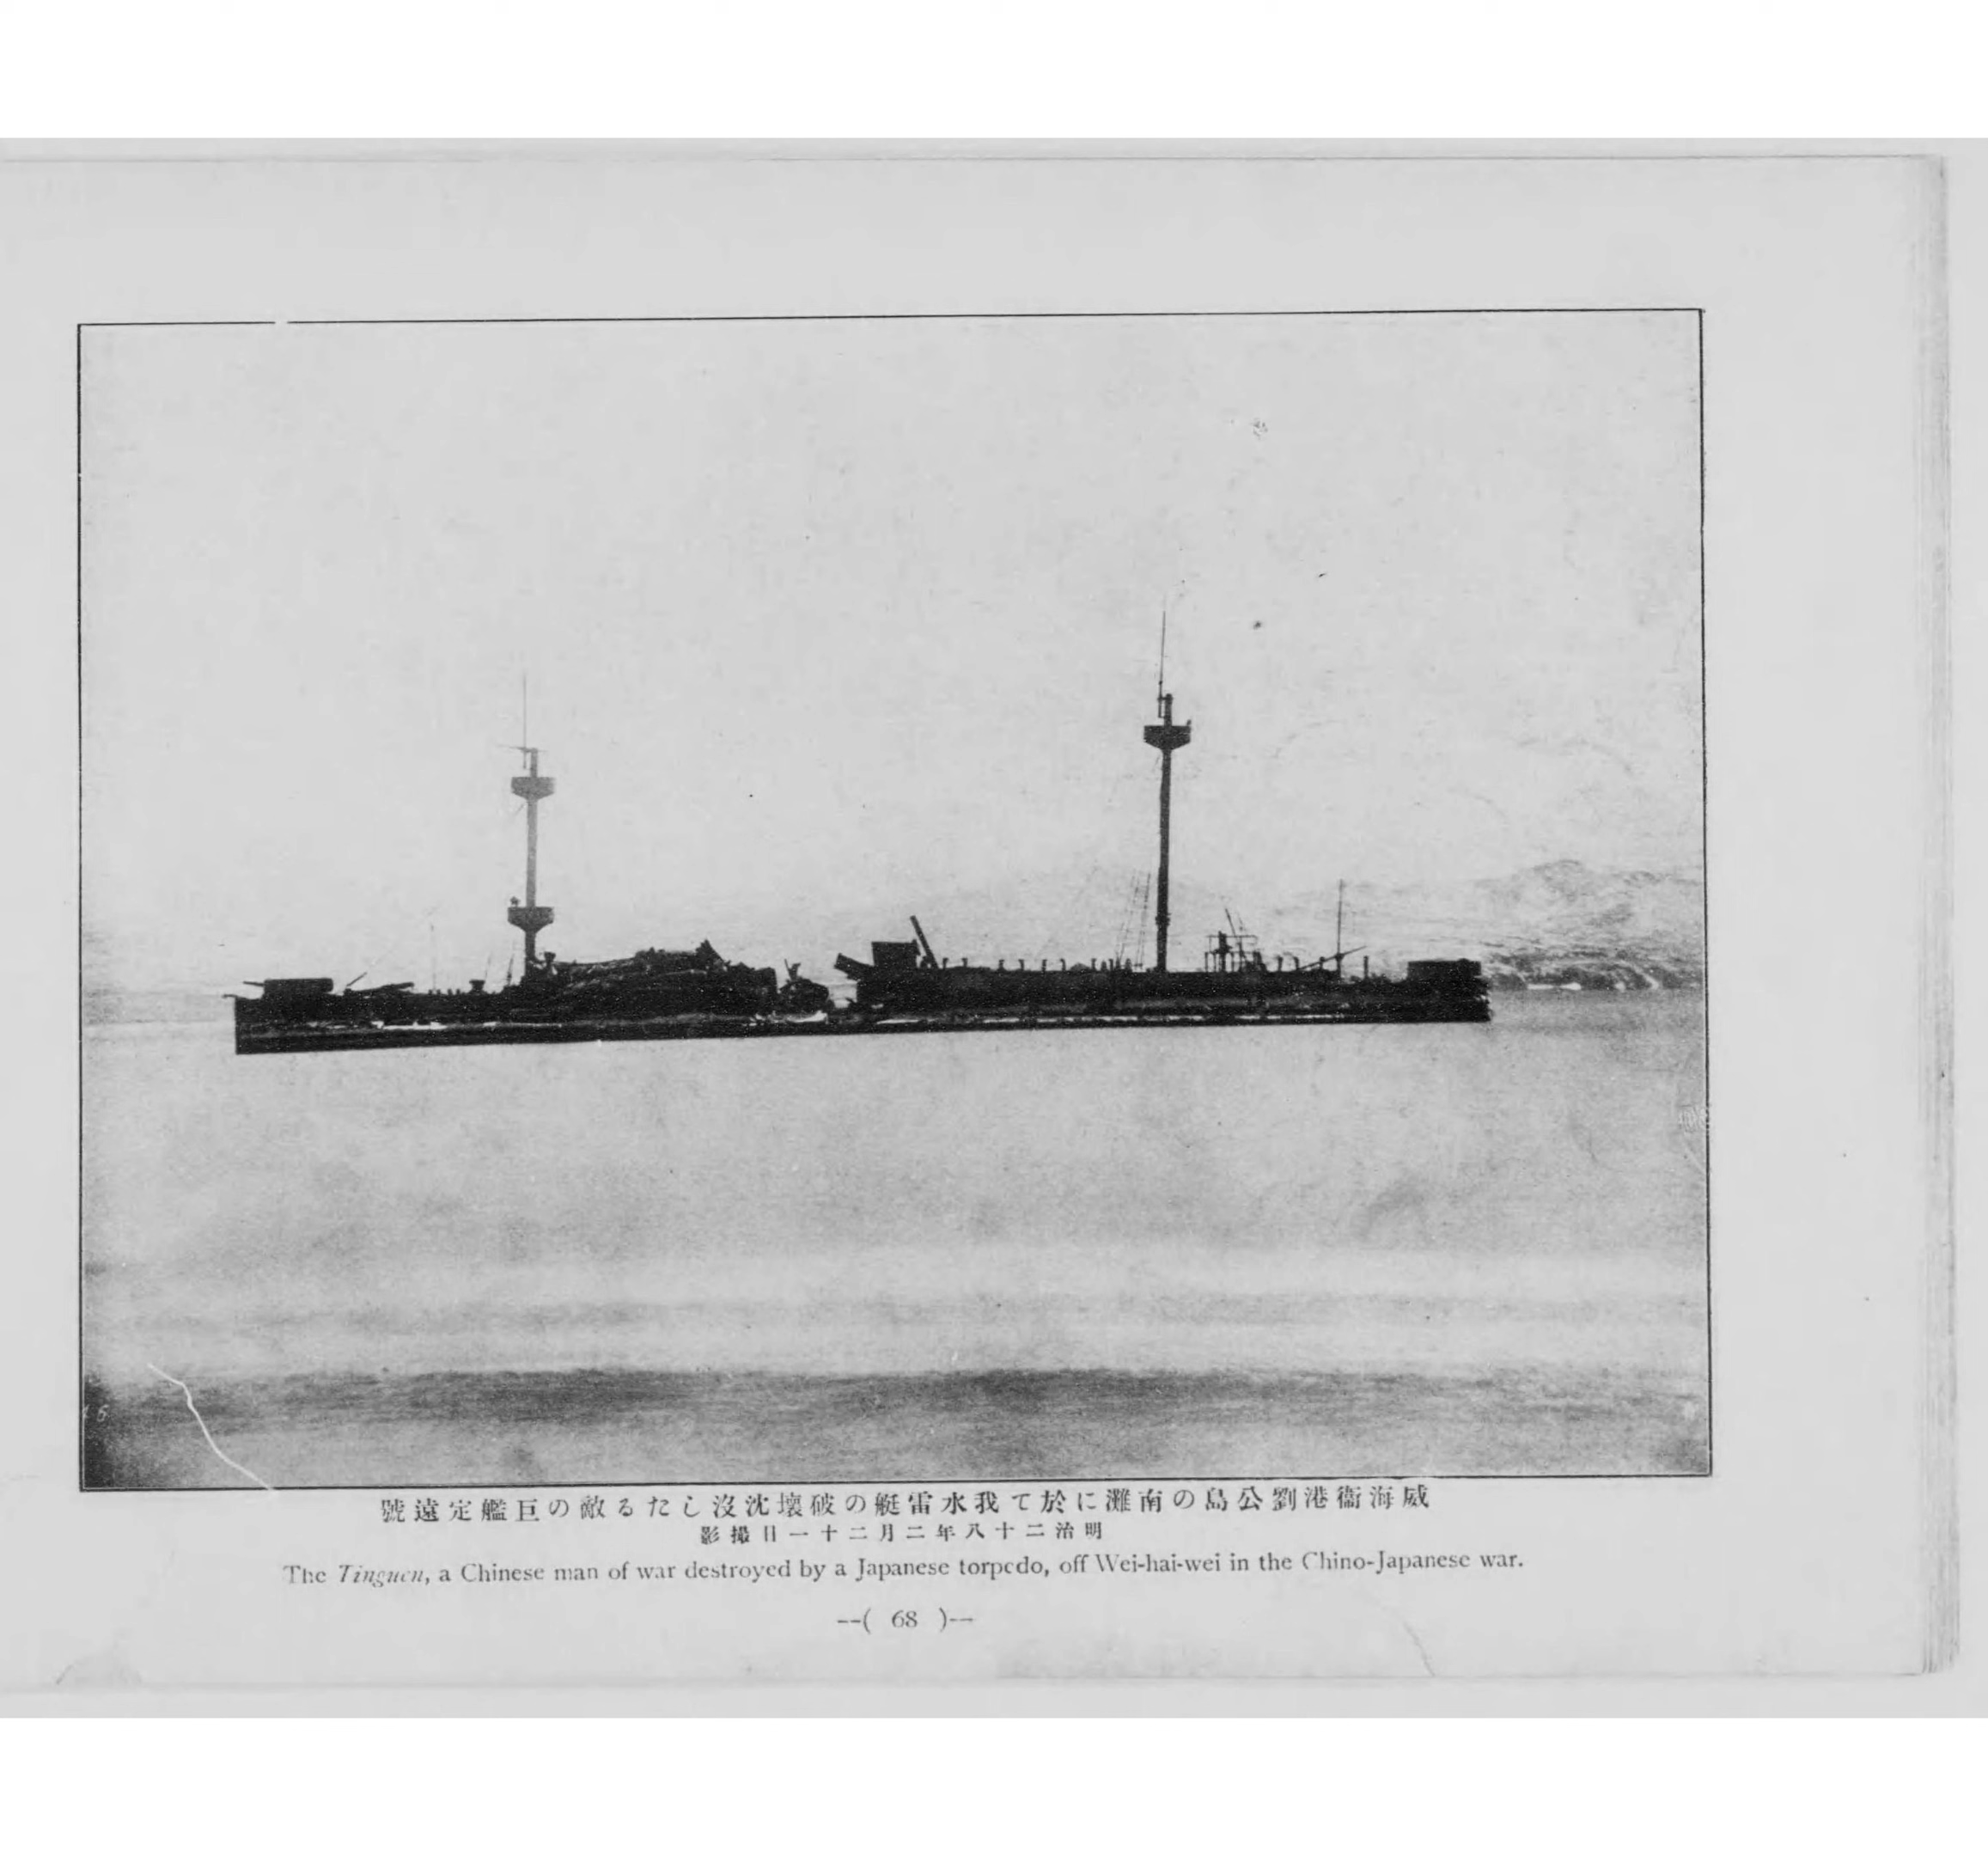 威海衞港劉公島の南灘に於て我水雷艇の破壞沈沒したる敵の巨艦定遠號
明治二十八年二月二十一日撮影
The Tinguen, a Chinese man of war destroyed by a Japanese torpedo, off Wei-hai-wei in the Chino-Japanese war.
--( 68 )--